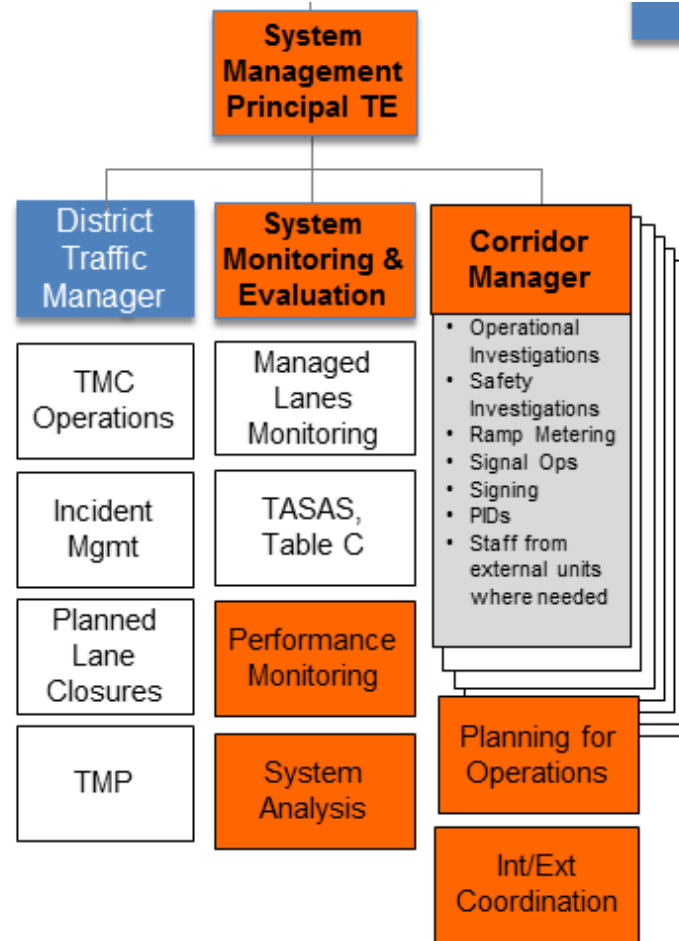 System
Management
Principal TE
District
Traffic
Manager
TMC
Operations
Incident
Mgmt
Planned
Lane
Closures
TMP
System
Monitoring &
Evaluation
Managed
Lanes
Monitoring
TASAS,
Table C
Performance
Monitoring
System
Analysis
Corridor
Manager
• Operational
Investigations
• Safety
Investigations
• Ramp Metering
• Signal Ops
• Signing
• PIDs
• Staff from
external units
where needed
Planning for
Operations
Int/Ext
Coordination